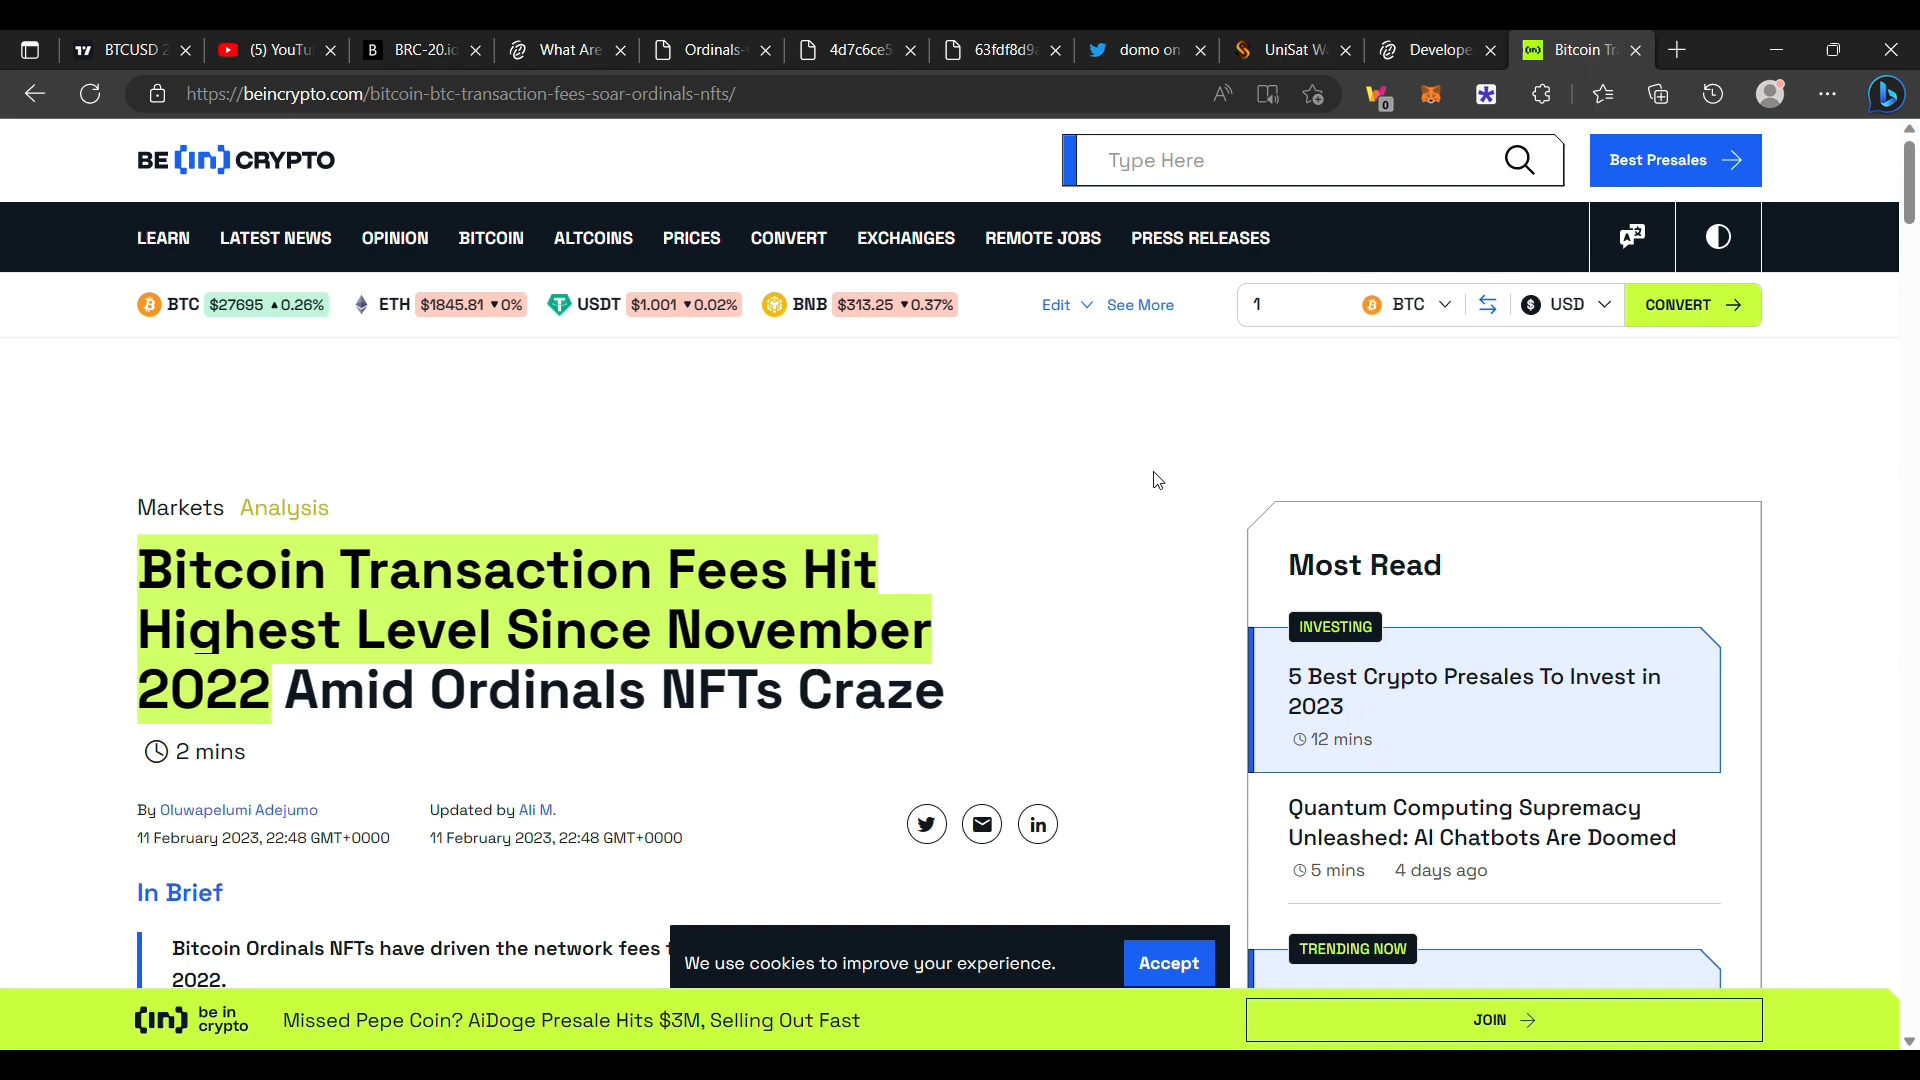 BTCUSD 2
(5) YouTu
BRC-20.io
What Are
Ordinals-
4d7c6ce5
63fdf8d9
domo on
UniSat W
Develope
Bitcoin Tr
https://beincrypto.com/bitcoin-btc-transaction-fees-soar-ordinals-nfts/
0
BE [in] CRYPTO
Type Here
Best Presales
LEARN LATEST NEWS OPINION BITCOIN ALTCOINS PRICES CONVERT EXCHANGES REMOTE JOBS PRESS RELEASES
BTC $27695 ▲0.26% ETH $1845.81 ▼0% USDT $1.001 ▼0.02% BNB $313.25 ▼0.37% Edit See More 1 BTC USD CONVERT
Markets Analysis
Bitcoin Transaction Fees Hit
Highest Level Since November
2022 Amid Ordinals NFTs Craze
2 mins
By Oluwapelumi Adejumo
11 February 2023, 22:48 GMT+0000
Updated by Ali M.
11 February 2023, 22:48 GMT+0000
In Brief
Bitcoin Ordinals NFTs have driven the network fees
2022.
Most Read
INVESTING
5 Best Crypto Presales To Invest in
2023
12 mins
Quantum Computing Supremacy
Unleashed: AI Chatbots Are Doomed
5 mins 4 days ago
TRENDING NOW
We use cookies to improve your experience.
Accept
[in] be in
crypto
Missed Pepe Coin? AiDoge Presale Hits $3M, Selling Out Fast
JOIN